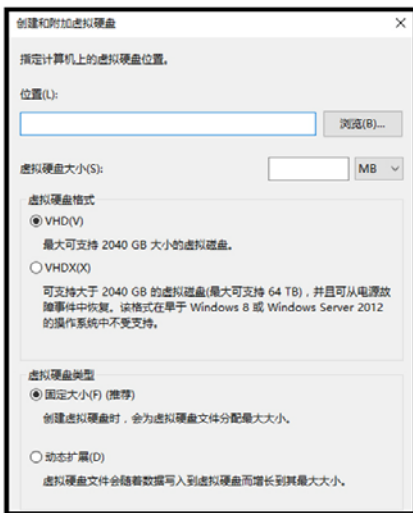 创建和附加虚拟硬盘
指定计算机上的虚拟硬盘位置。
位置(L):
浏览(B)...
虚拟硬盘大小(S):
MB
虚拟硬盘格式
VHD(V)
最大可支持 2040 GB 大小的虚拟磁盘。
VHDX(X)
可支持大于 2040 GB 的虚拟磁盘(最大可支持 64 TB)，并且可从电源故
障事件中恢复。该格式在早于 Windows 8 或 Windows Server 2012
的操作系统中不受支持。
虚拟硬盘类型
固定大小(F) (推荐)
创建虚拟硬盘时，会为虚拟硬盘文件分配最大大小。
动态扩展(D)
虚拟硬盘文件会随着数据写入到虚拟硬盘而增长到其最大大小。